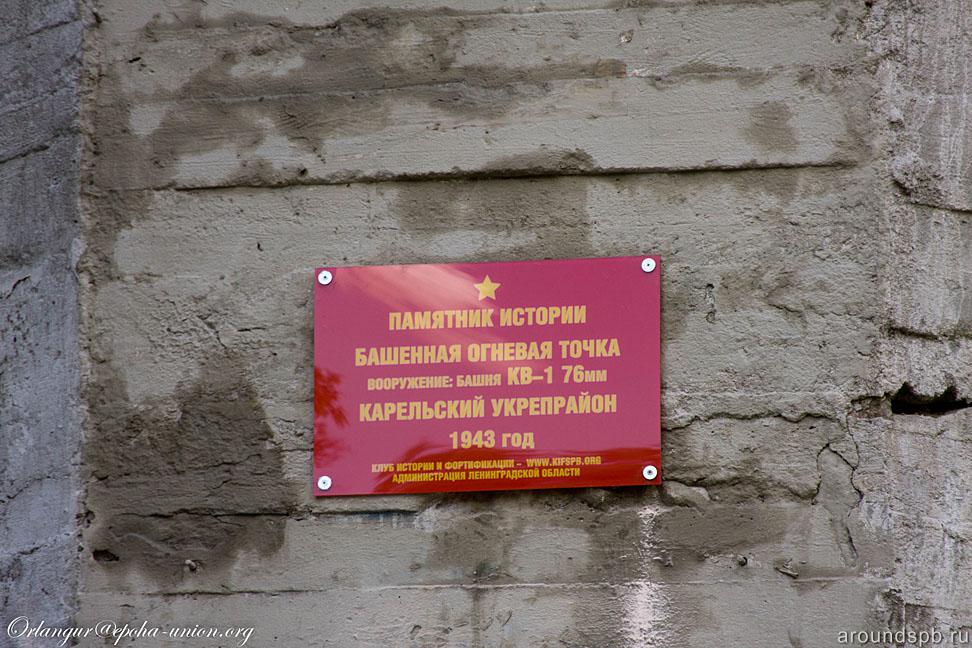 ПАМЯТНИК ИСТОРИИ
БАШЕННАЯ ОГНЕВАЯ ТОЧКА
ВООРУЖЕНИЕ: БАШНЯ КВ-1 76мм
КАРЕЛЬСКИЙ УКРЕПРАЙОН
1943 год
КЛУБ ИСТОРИИ И ФОРТИФИКАЦИИ - WWW.KIFSPB.ORG
АДМИНИСТРАЦИЯ ЛЕНИНГРАДСКОЙ ОБЛАСТИ
Orlangur@epoha-union.org
aroundspb.ru